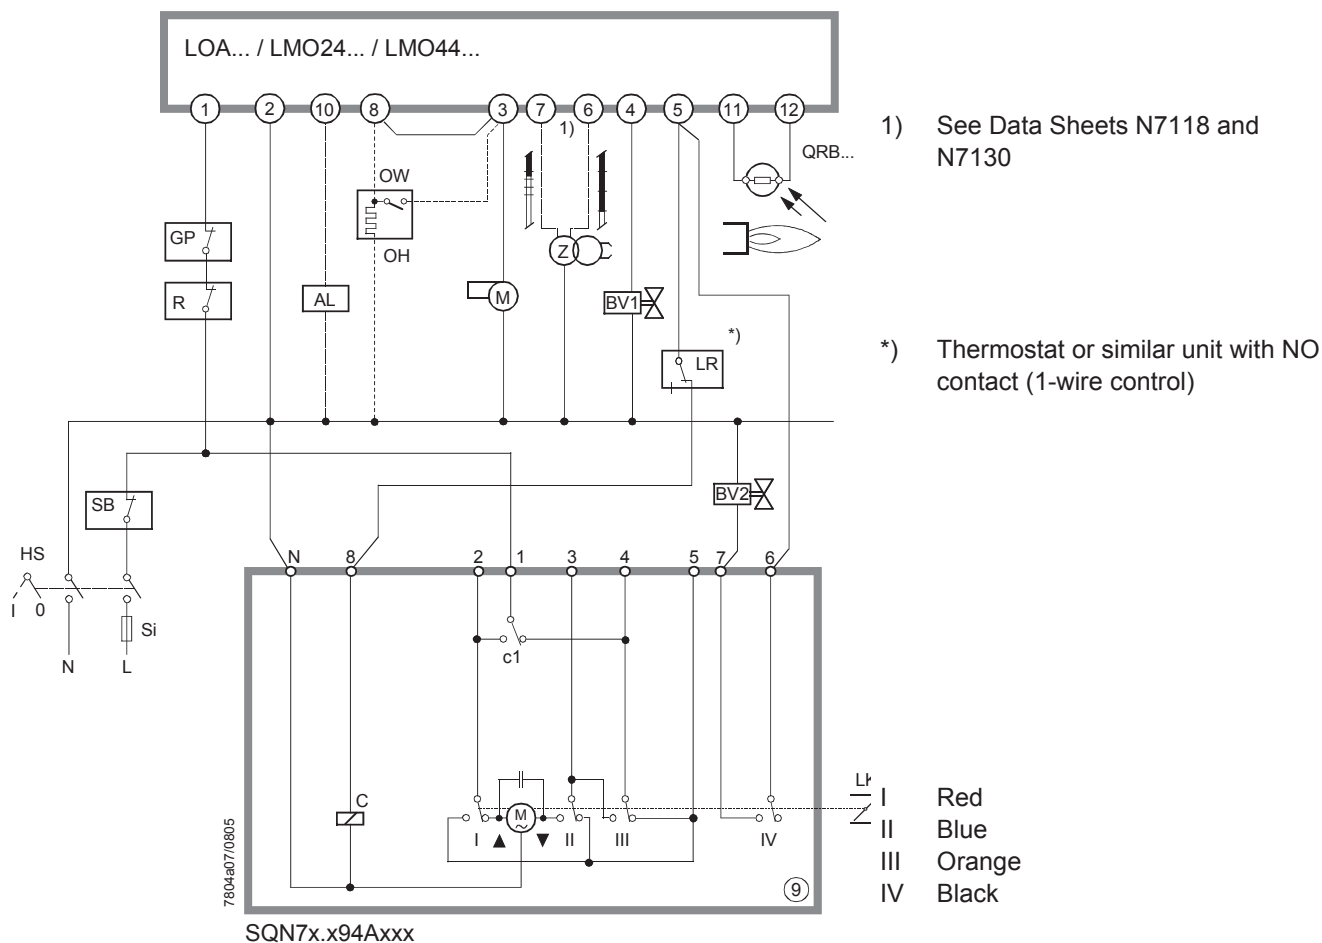 LOA... / LMO24... / LMO44...
1 2 10 8 3 7 6 4 5 11 12
1)
QRB...
1) See Data Sheets N7118 and
N7130
OW
GP
OH
Z
R
AL
M
BV1
*)
LR
*) Thermostat or similar unit with NO
contact (1-wire control)
SB
BV2
HS
N 8 2 1 3 4 5 7 6
I 0
Si
N L
c1
C
M
~
I II III IV
I Red
II Blue
III Orange
IV Black
7804a07/0805
9
SQN7x.x94Axxx